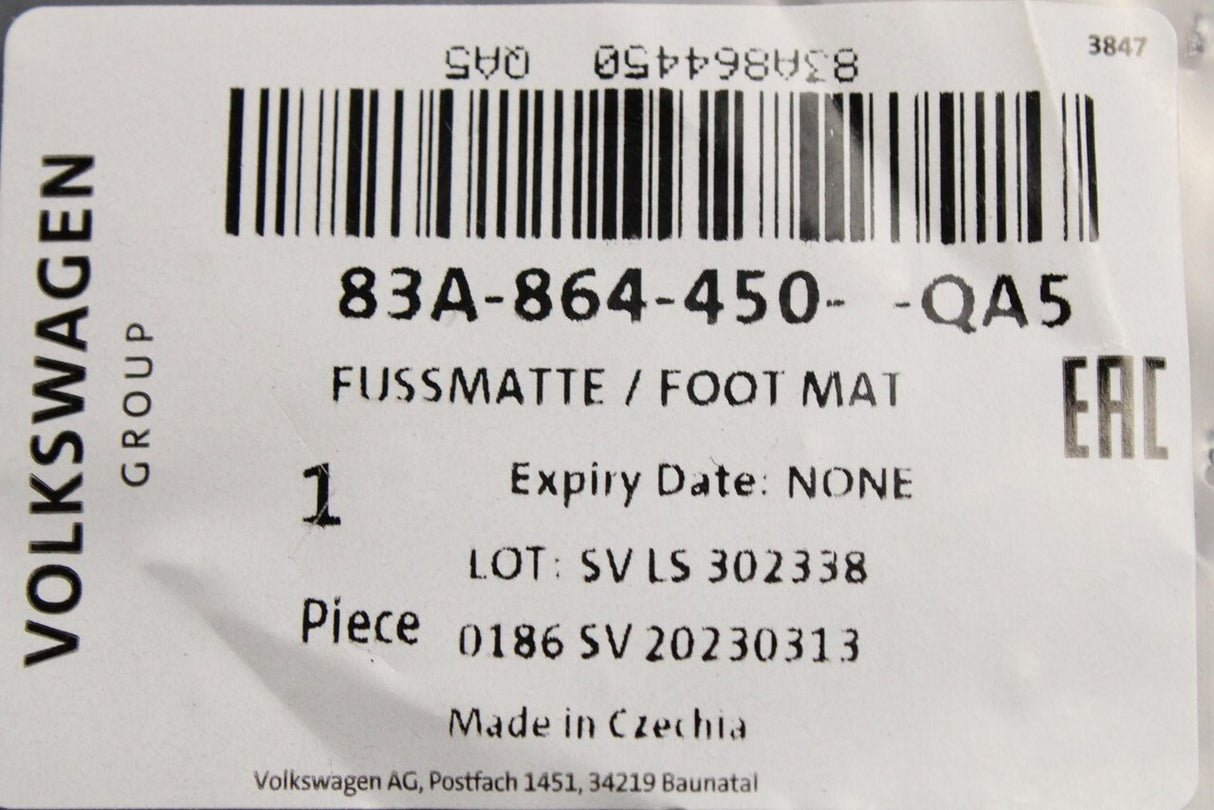 3847
83A864450 QA5
83A-864-450- -QA5
FUSSMATTE / FOOT MAT
EAC
1
Expiry Date: NONE
LOT: SV LS 302338
Piece
0186 SV 20230313
Made in Czechia
Volkswagen AG, Postfach 1451, 34219 Baunatal
VOLKSWAGEN
GROUP